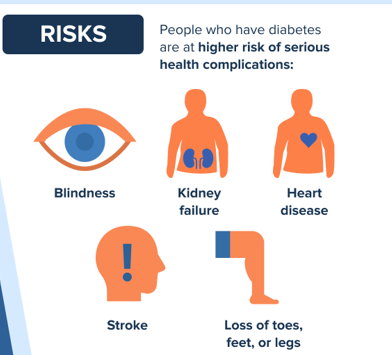 RISKS
People who have diabetes
are at higher risk of serious
health complications:
Blindness
Kidney
failure
Heart
disease
!
Stroke
Loss of toes,
feet, or legs